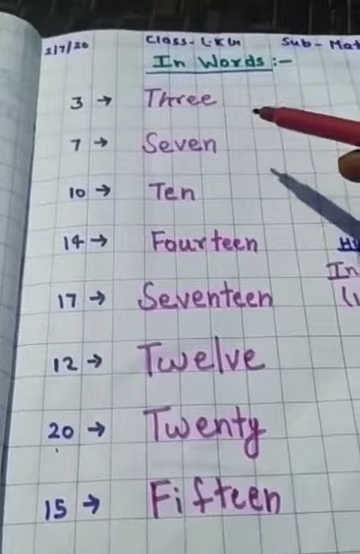 2/7/20 Class- L.K.G Sub- Mat
In Words:-
3 → Three
7 → Seven
10 → Ten
14 → Fourteen
17 → Seventeen
12 → Twelve
20 → Twenty
15 → Fifteen
In